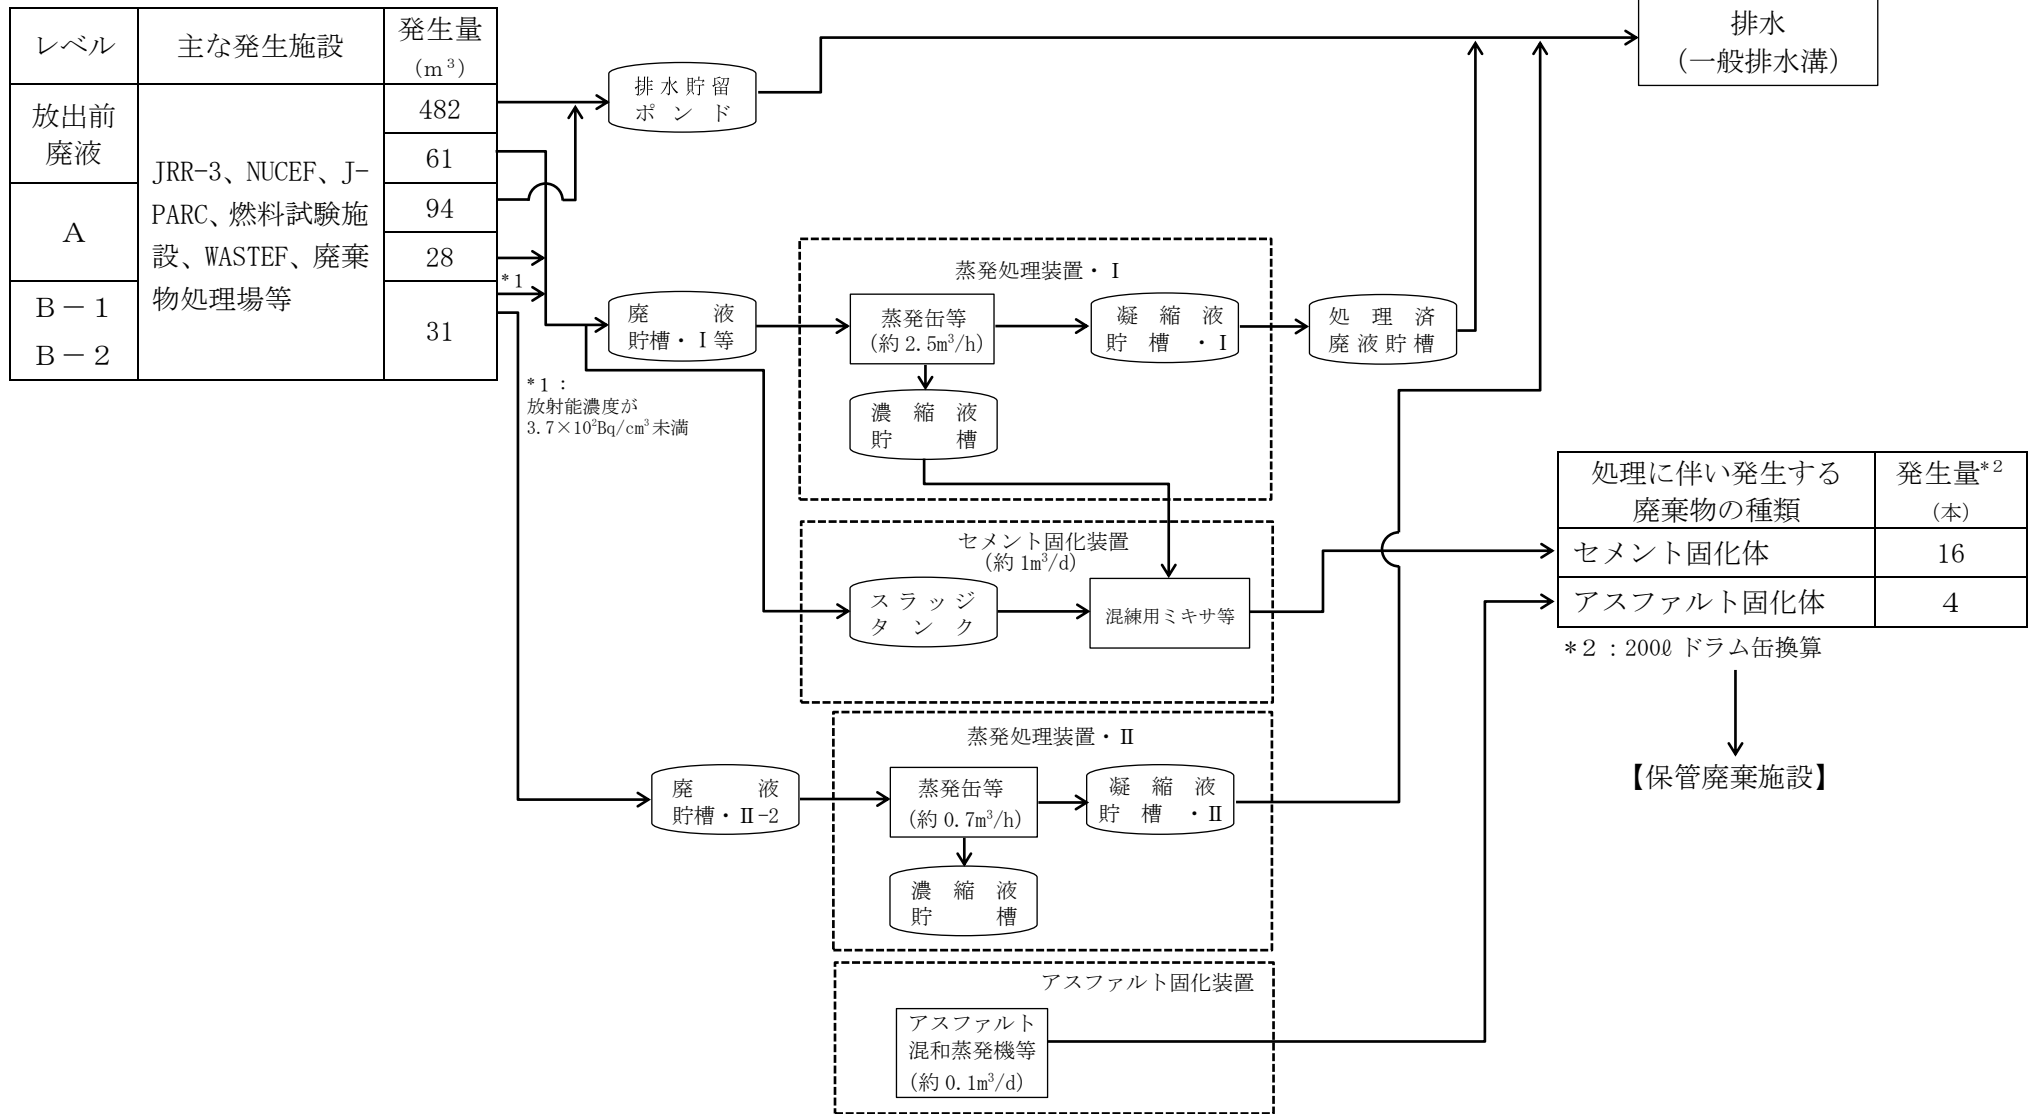 レベル
主な発生施設
発生量
(m³)
放出前
廃液
A
B－1
B－2
JRR-3、NUCEF、J-
PARC、燃料試験施
設、WASTEF、廃棄
物処理場等
482
61
94
28
31
*1
*1：
放射能濃度が
3.7×10²Bq/cm³未満
排水貯留
ポンド
排水
(一般排水溝)
廃液
貯槽・Ⅰ等
蒸発処理装置・Ⅰ
蒸発缶等
(約2.5m³/h)
凝縮液
貯槽・Ⅰ
処理済
廃液貯槽
濃縮液
貯槽
セメント固化装置
(約1m³/d)
スラッジ
タンク
混練用ミキサ等
蒸発処理装置・Ⅱ
廃液
貯槽・Ⅱ-2
蒸発缶等
(約0.7m³/h)
凝縮液
貯槽・Ⅱ
濃縮液
貯槽
アスファルト固化装置
アスファルト
混和蒸発機等
(約0.1m³/d)
処理に伴い発生する
廃棄物の種類
発生量*2
(本)
セメント固化体
16
アスファルト固化体
4
*2：200ℓドラム缶換算
【保管廃棄施設】